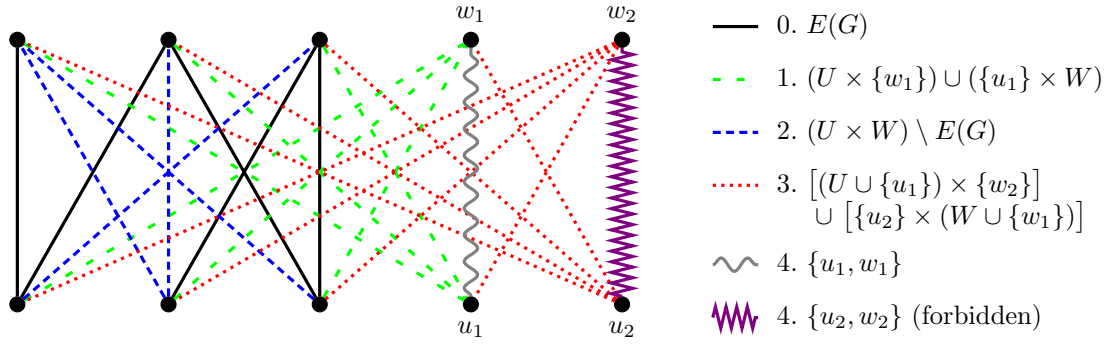 w₁ w₂
0. E(G)
1. (U × {w₁}) ∪ ({u₁} × W)
2. (U × W) \ E(G)
3. [(U ∪ {u₁}) × {w₂}]
∪ [{u₂} × (W ∪ {w₁})]
4. {u₁, w₁}
4. {u₂, w₂} (forbidden)
u₁ u₂